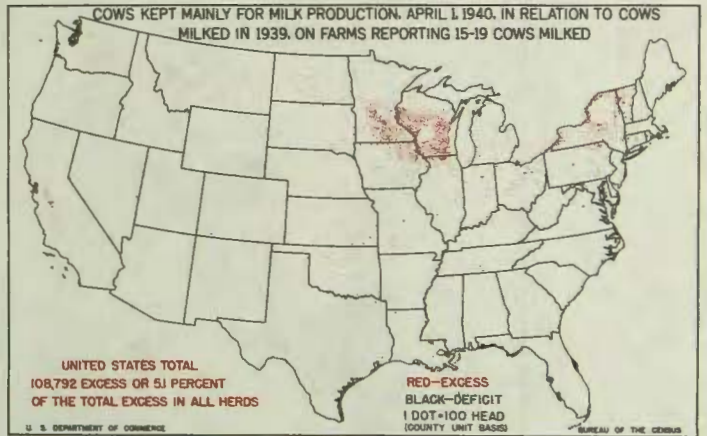 COWS KEPT MAINLY FOR MILK PRODUCTION, APRIL 1, 1940, IN RELATION TO COWS
MILKED IN 1939, ON FARMS REPORTING 15-19 COWS MILKED
UNITED STATES TOTAL
108,792 EXCESS OR 5.1 PERCENT
OF THE TOTAL EXCESS IN ALL HERDS
RED—EXCESS
BLACK—DEFICIT
1 DOT=100 HEAD
(COUNTY UNIT BASIS)
U. S. DEPARTMENT OF COMMERCE
BUREAU OF THE CENSUS